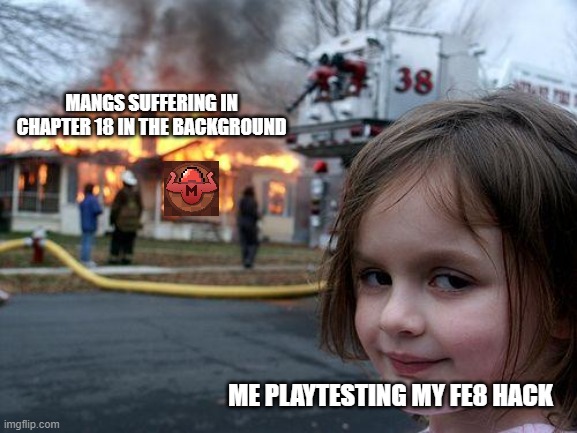 MANGS SUFFERING IN
CHAPTER 18 IN THE BACKGROUND
38
M
ME PLAYTESTING MY FE8 HACK
imgflip.com